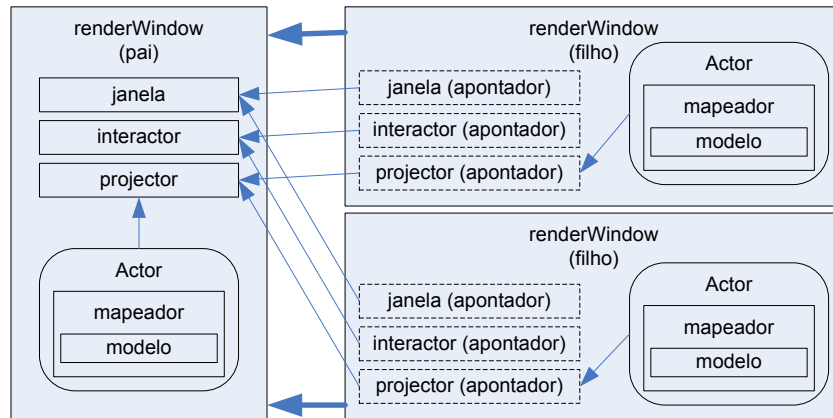 renderWindow
(pai)
janela
interactor
projector
Actor
mapeador
modelo
renderWindow
(filho)
janela (apontador)
interactor (apontador)
projector (apontador)
Actor
mapeador
modelo
renderWindow
(filho)
janela (apontador)
interactor (apontador)
projector (apontador)
Actor
mapeador
modelo